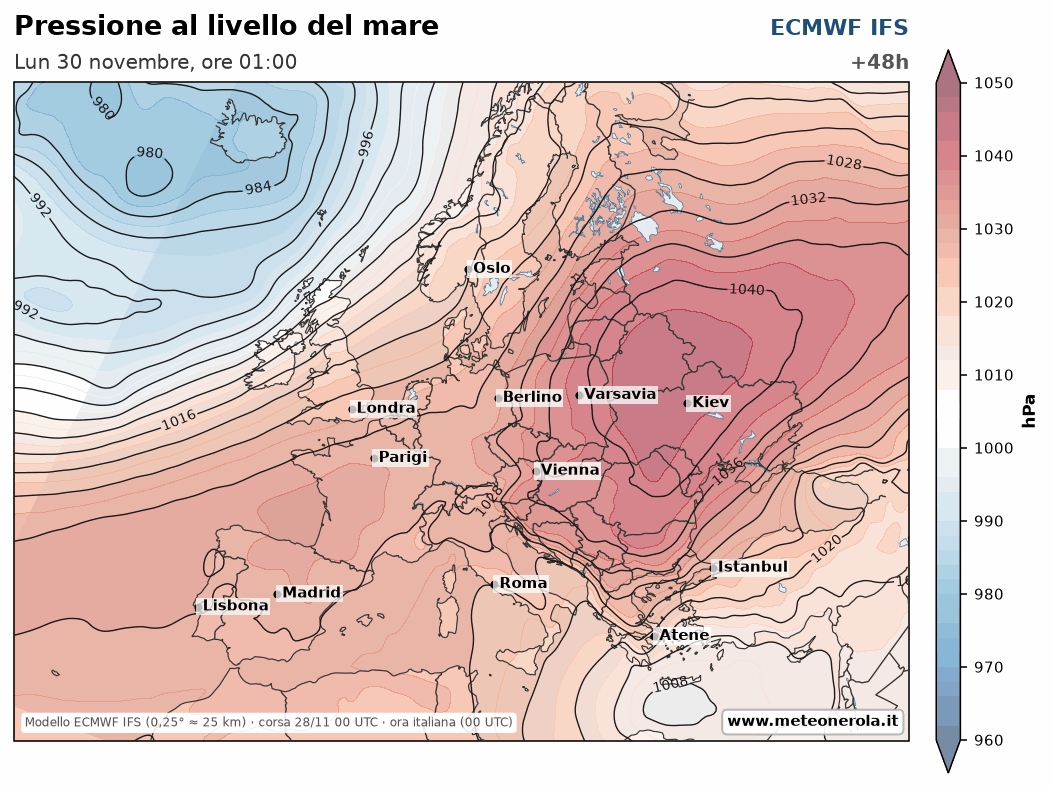 Pressione al livello del mare
ECMWF IFS
Lun 30 novembre, ore 01:00
+48h
980
980
984
996
992
992
1016
1028
1032
1040
1036
1028
1020
1008
Oslo
Londra
Berlino
Varsavia
Kiev
Parigi
Vienna
Istanbul
Roma
Madrid
Lisbona
Atene
Modello ECMWF IFS (0,25° ≈ 25 km) · corsa 28/11 00 UTC · ora italiana (00 UTC)
www.meteonerola.it
1050
1040
1030
1020
1010
1000
990
980
970
960
hPa